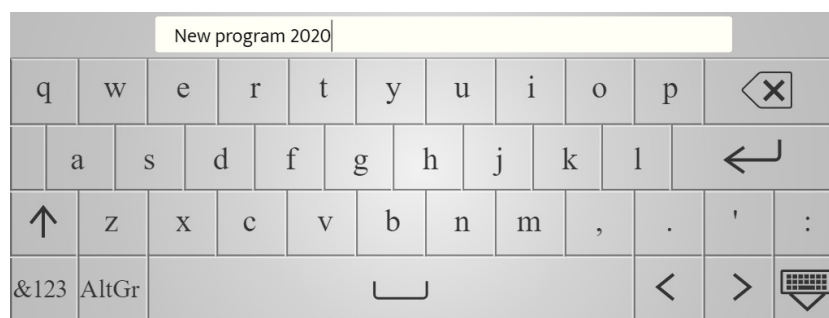 New program 2020
q w e r t y u i o p
a s d f g h j k l
z x c v b n m , . ' :
&123 AltGr < >